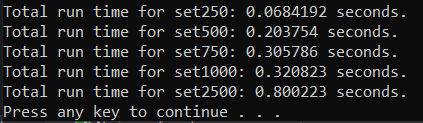 Total run time for set250: 0.0684192 seconds.
Total run time for set500: 0.203754 seconds.
Total run time for set750: 0.305786 seconds.
Total run time for set1000: 0.320823 seconds.
Total run time for set2500: 0.800223 seconds.
Press any key to continue . . .